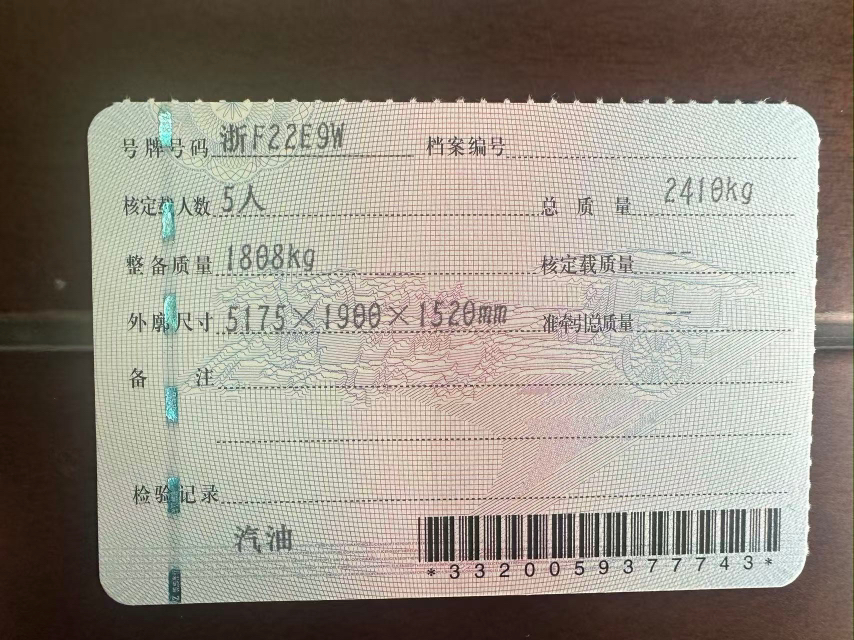 号牌号码 浙F22E9W 档案编号
核定载人数 5人 总质量 2410kg
整备质量 1808kg 核定载质量 --
外廓尺寸 5175×1900×1520mm 准牵引总质量 --
备注
检验记录
汽油
*3320059377743*